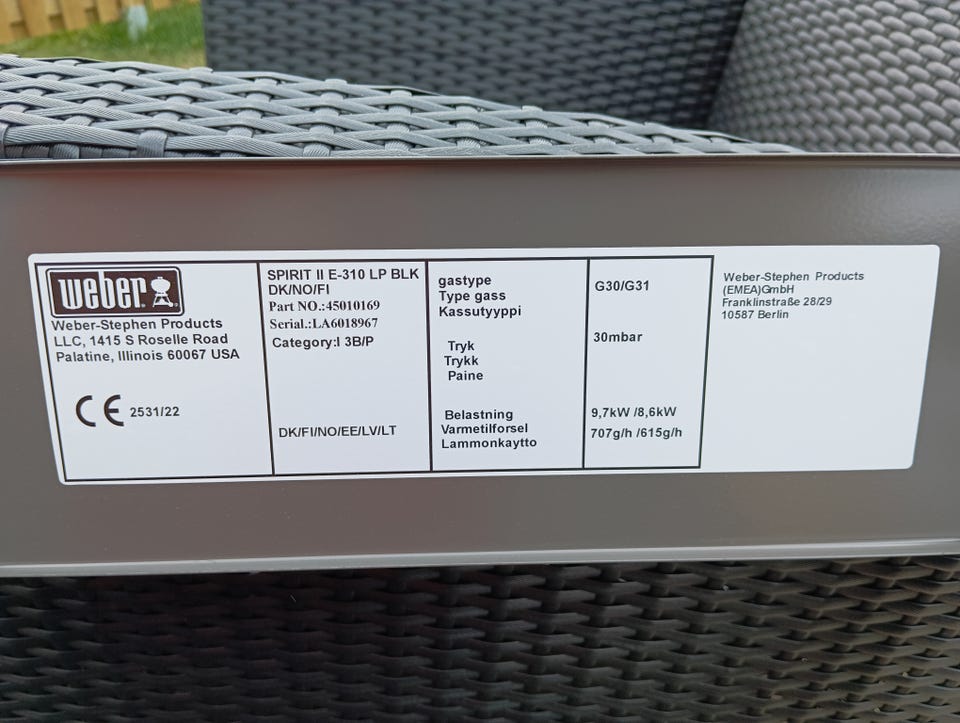 weber
Weber-Stephen Products
LLC, 1415 S Roselle Road
Palatine, Illinois 60067 USA
CE 2531/22
SPIRIT II E-310 LP BLK
DK/NO/FI
Part NO.:45010169
Serial.:LA6018967
Category:I 3B/P
DK/FI/NO/EE/LV/LT
gastype
Type gass
Kassutyyppi
Tryk
Trykk
Paine
Belastning
Varmetilforsel
Lammonkaytto
G30/G31
30mbar
9,7kW /8,6kW
707g/h /615g/h
Weber-Stephen Products
(EMEA)GmbH
Franklinstraße 28/29
10587 Berlin